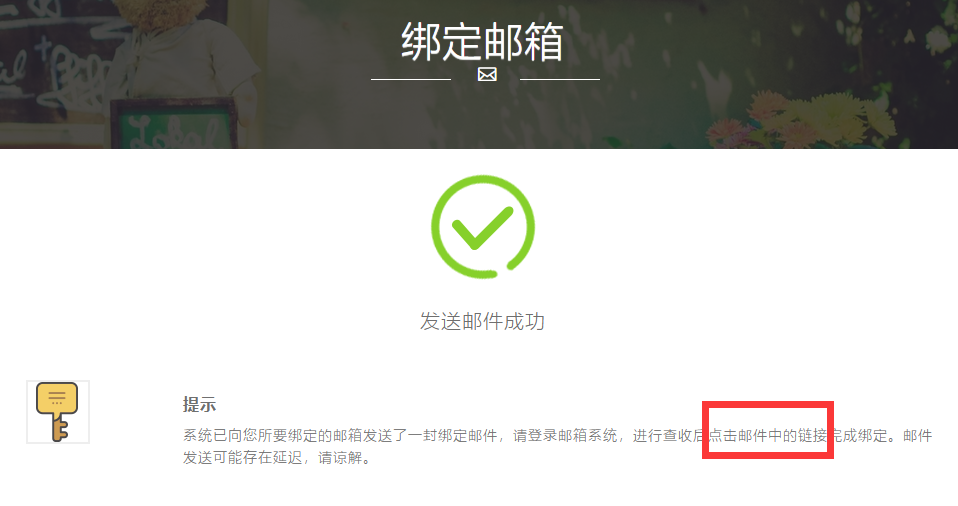 绑定邮箱
发送邮件成功
提示
系统已向您所要绑定的邮箱发送了一封绑定邮件，请登录邮箱系统，进行查收后点击邮件中的链接完成绑定。邮件
发送可能存在延迟，请谅解。